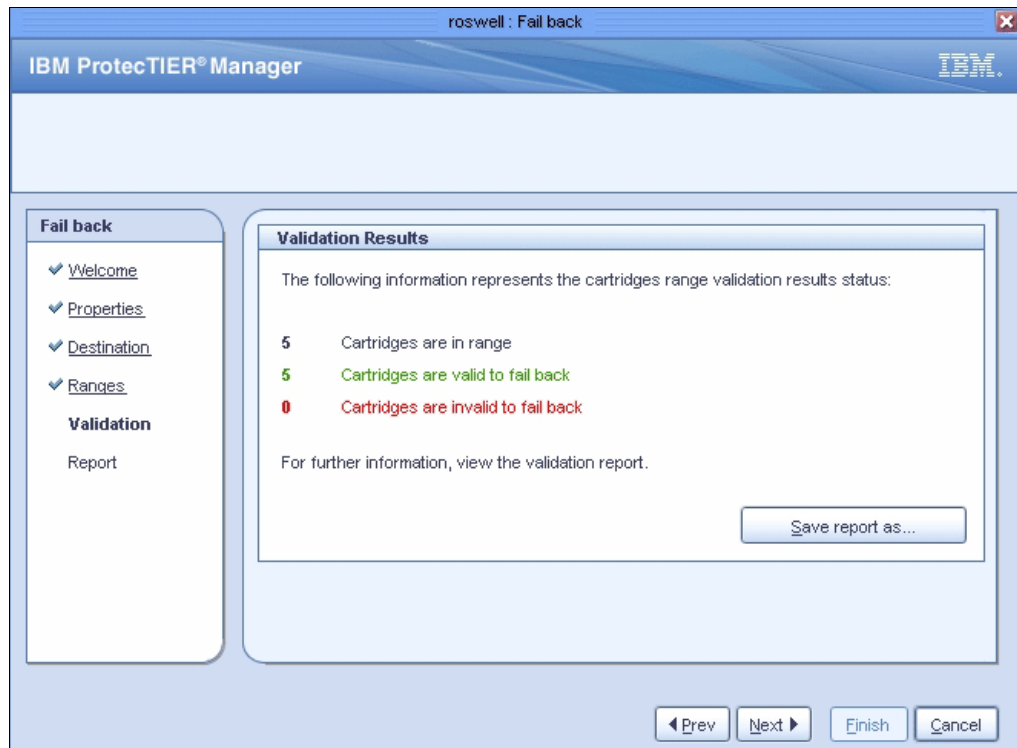 roswell : Fail back
IBM ProtecTIER® Manager
IBM.
Fail back
Welcome
Properties
Destination
Ranges
Validation
Report
Validation Results
The following information represents the cartridges range validation results status:
5 Cartridges are in range
5 Cartridges are valid to fail back
0 Cartridges are invalid to fail back
For further information, view the validation report.
Save report as...
Prev Next Finish Cancel